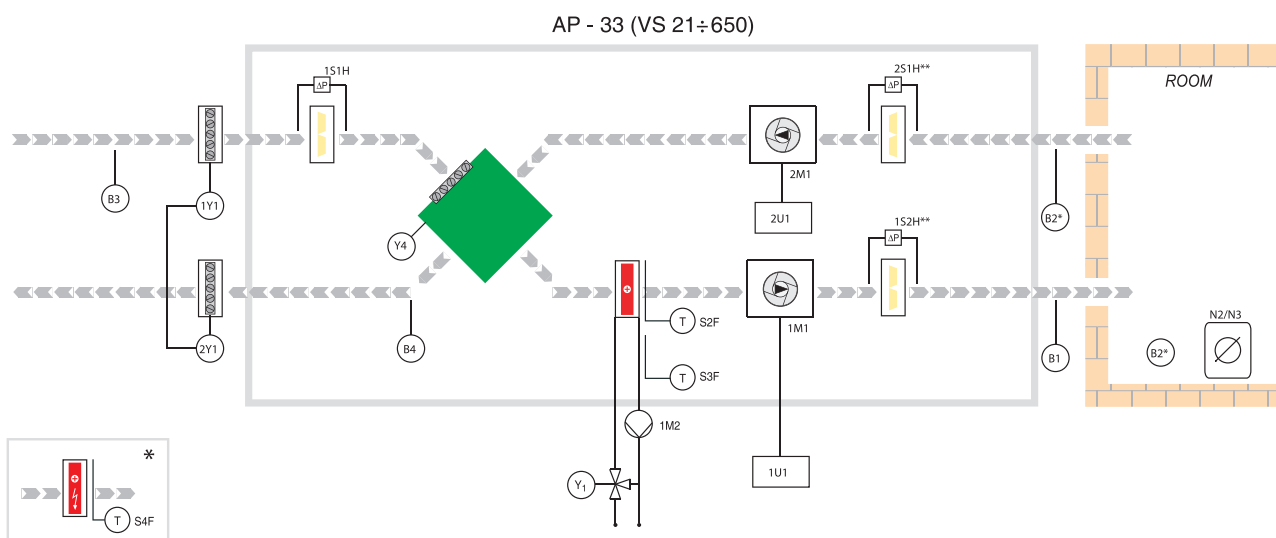 AP - 33 (VS 21÷650)
1S1H
ΔP
2S1H**
ΔP
ROOM
B3
1Y1
2M1
2U1
B2*
Y4
1S2H**
ΔP
2Y1
B4
T S2F
1M1
T S3F
B1
B2*
N2/N3
1M2
Y1
1U1
*
T S4F